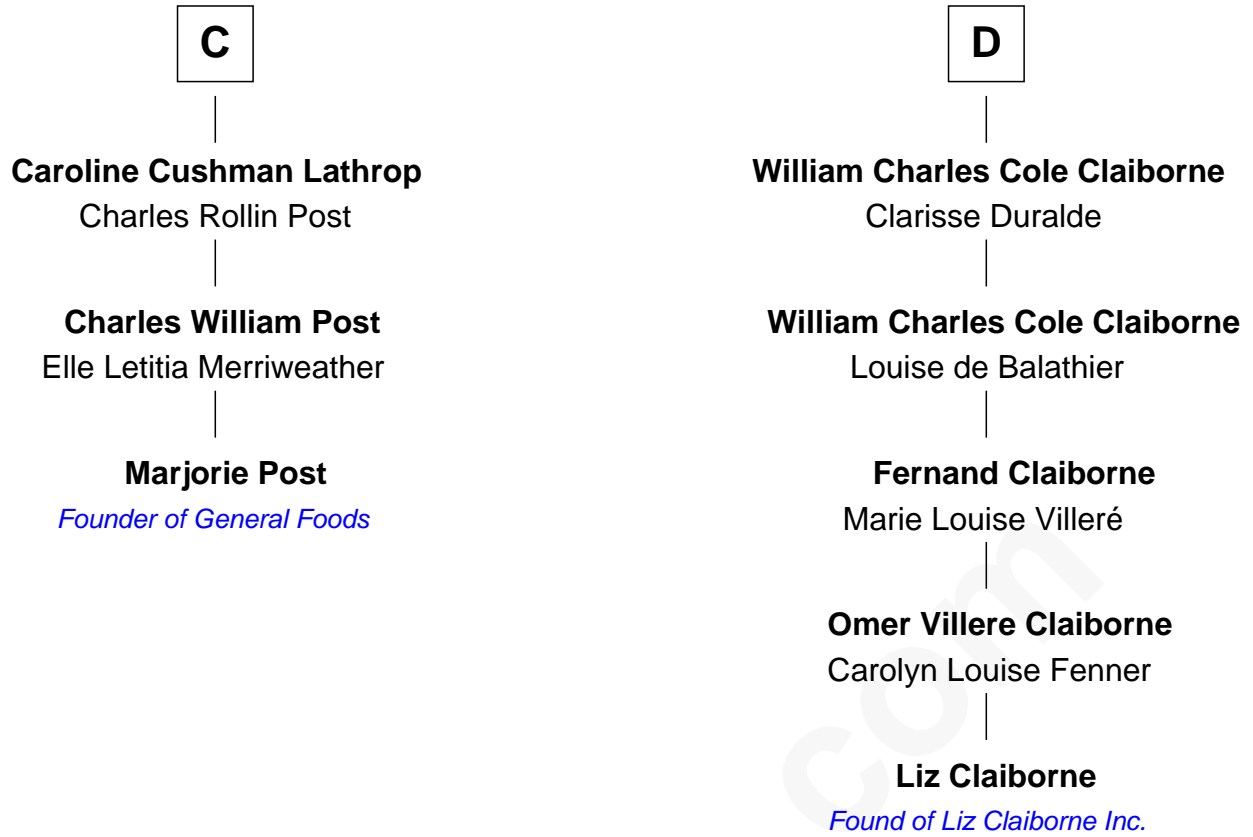 C
Caroline Cushman Lathrop
Charles Rollin Post
Charles William Post
Elle Letitia Merriweather
Marjorie Post
Founder of General Foods
D
William Charles Cole Claiborne
Clarisse Duralde
William Charles Cole Claiborne
Louise de Balathier
Fernand Claiborne
Marie Louise Villeré
Omer Villere Claiborne
Carolyn Louise Fenner
Liz Claiborne
Found of Liz Claiborne Inc.
com